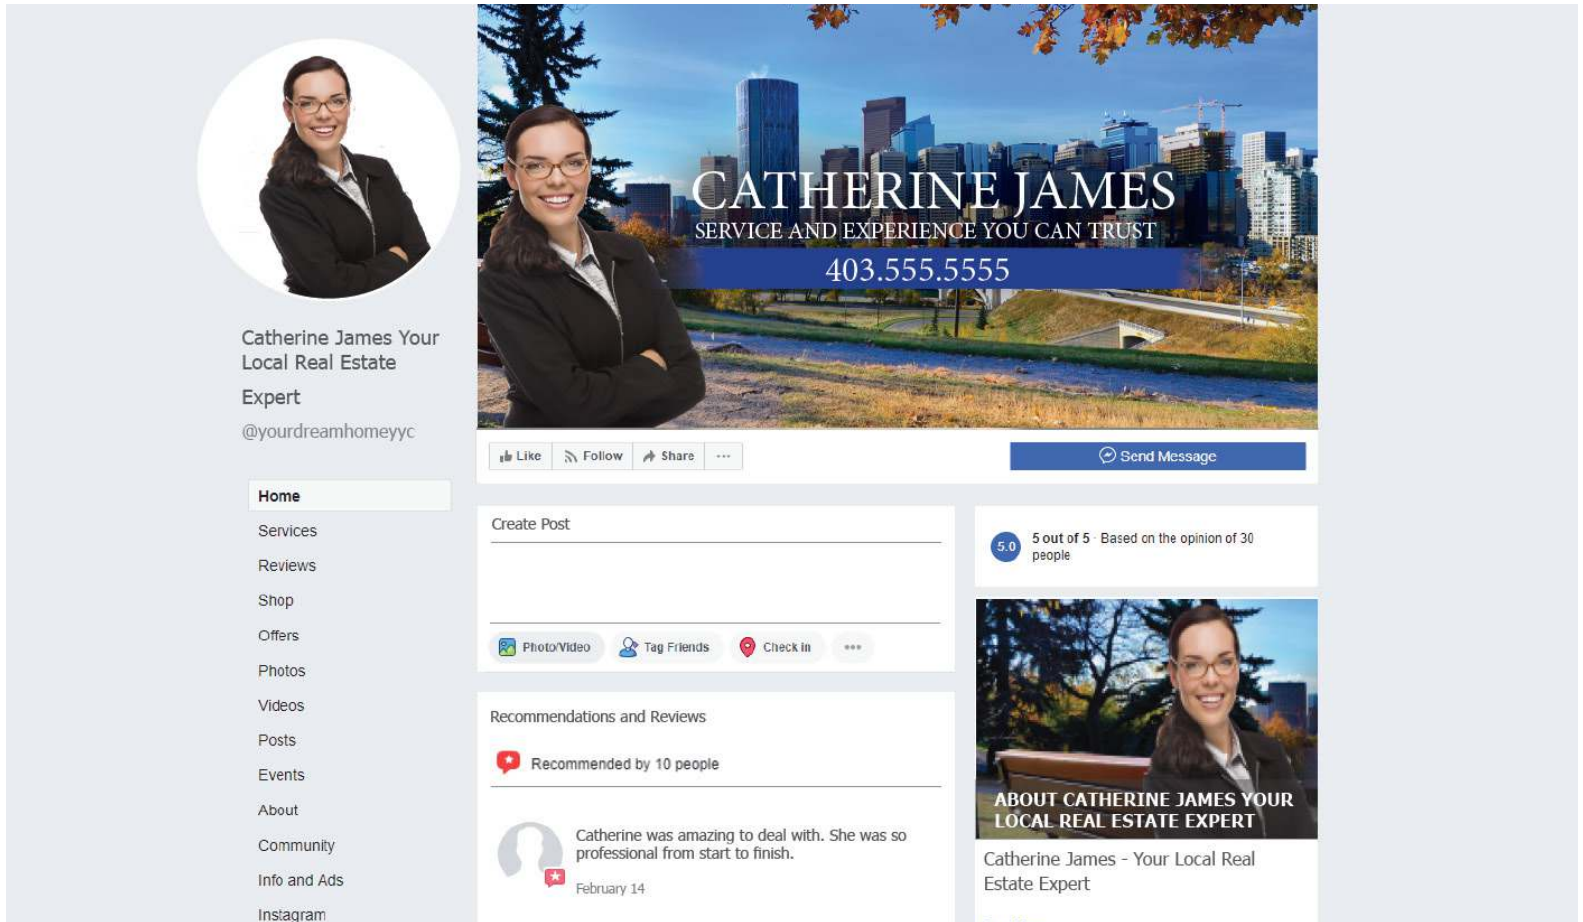 Catherine James Your
Local Real Estate
Expert
@yourdreamhomeyyc
Home
Services
Reviews
Shop
Offers
Photos
Videos
Posts
Events
About
Community
Info and Ads
Instagram
CATHERINE JAMES
SERVICE AND EXPERIENCE YOU CAN TRUST
403.555.5555
Like Follow Share ...
Send Message
Create Post
Photo/Video Tag Friends Check in
Recommendations and Reviews
Recommended by 10 people
Catherine was amazing to deal with. She was so
professional from start to finish.
February 14
5.0
5 out of 5 · Based on the opinion of 30
people
ABOUT CATHERINE JAMES YOUR
LOCAL REAL ESTATE EXPERT
Catherine James - Your Local Real
Estate Expert